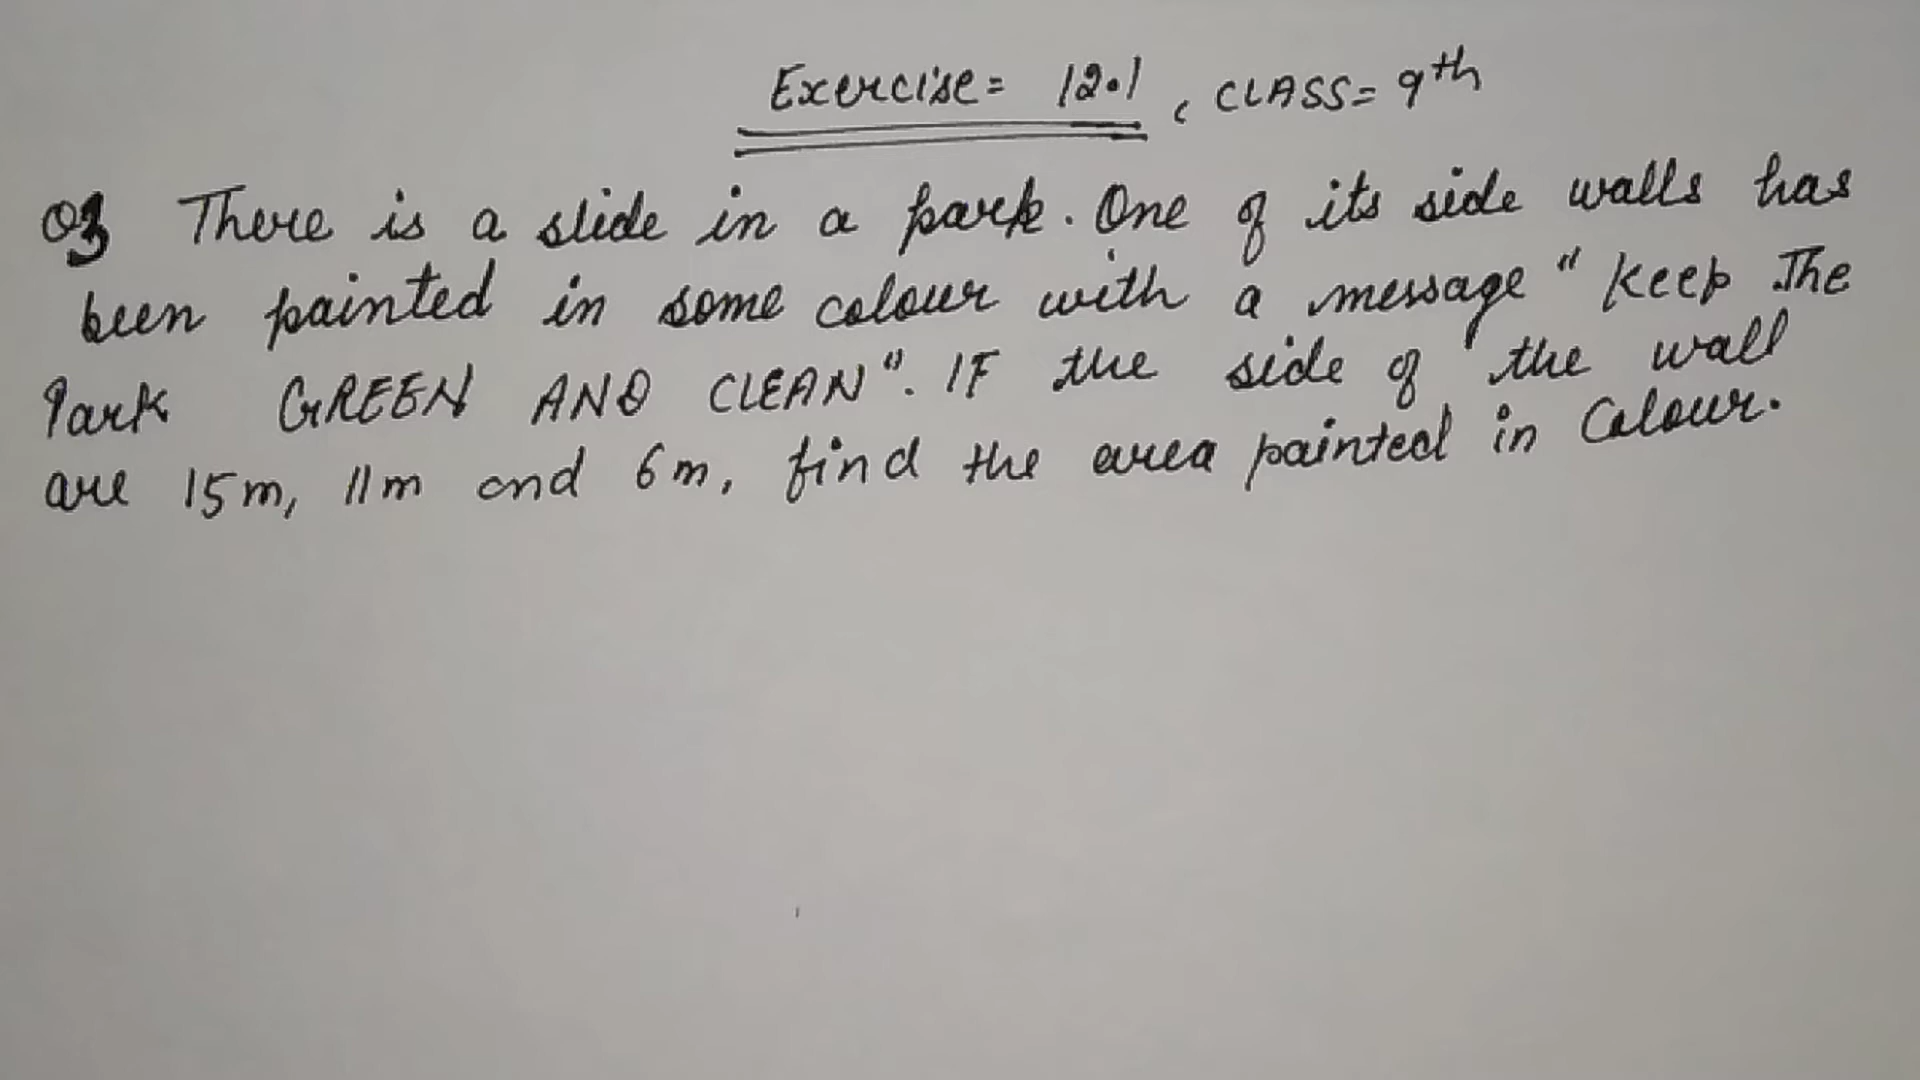 Exercise = 12.1, CLASS = 9th
Q3 There is a slide in a park. One of its side walls has
been painted in some colour with a message "Keep The
Park GREEN AND CLEAN". IF the side of the wall
are 15m, 11m and 6m, find the area painted in Colour.